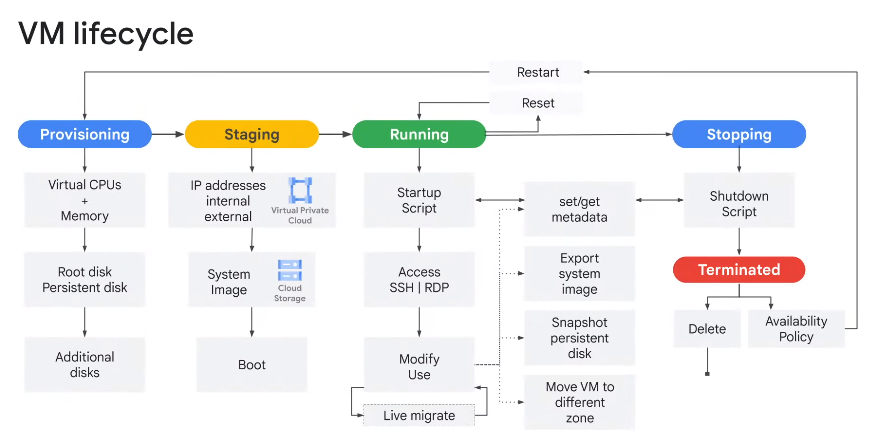 VM lifecycle
Restart
Reset
Provisioning
Staging
Running
Stopping
Virtual CPUs
+
Memory
IP addresses
internal
external
Virtual Private
Cloud
Startup
Script
set/get
metadata
Shutdown
Script
Root disk
Persistent disk
System
Image
Cloud
Storage
Access
SSH | RDP
Export
system
image
Terminated
Delete
Availability
Policy
Snapshot
persistent
disk
Additional
disks
Boot
Modify
Use
Live migrate
Move VM to
different
zone